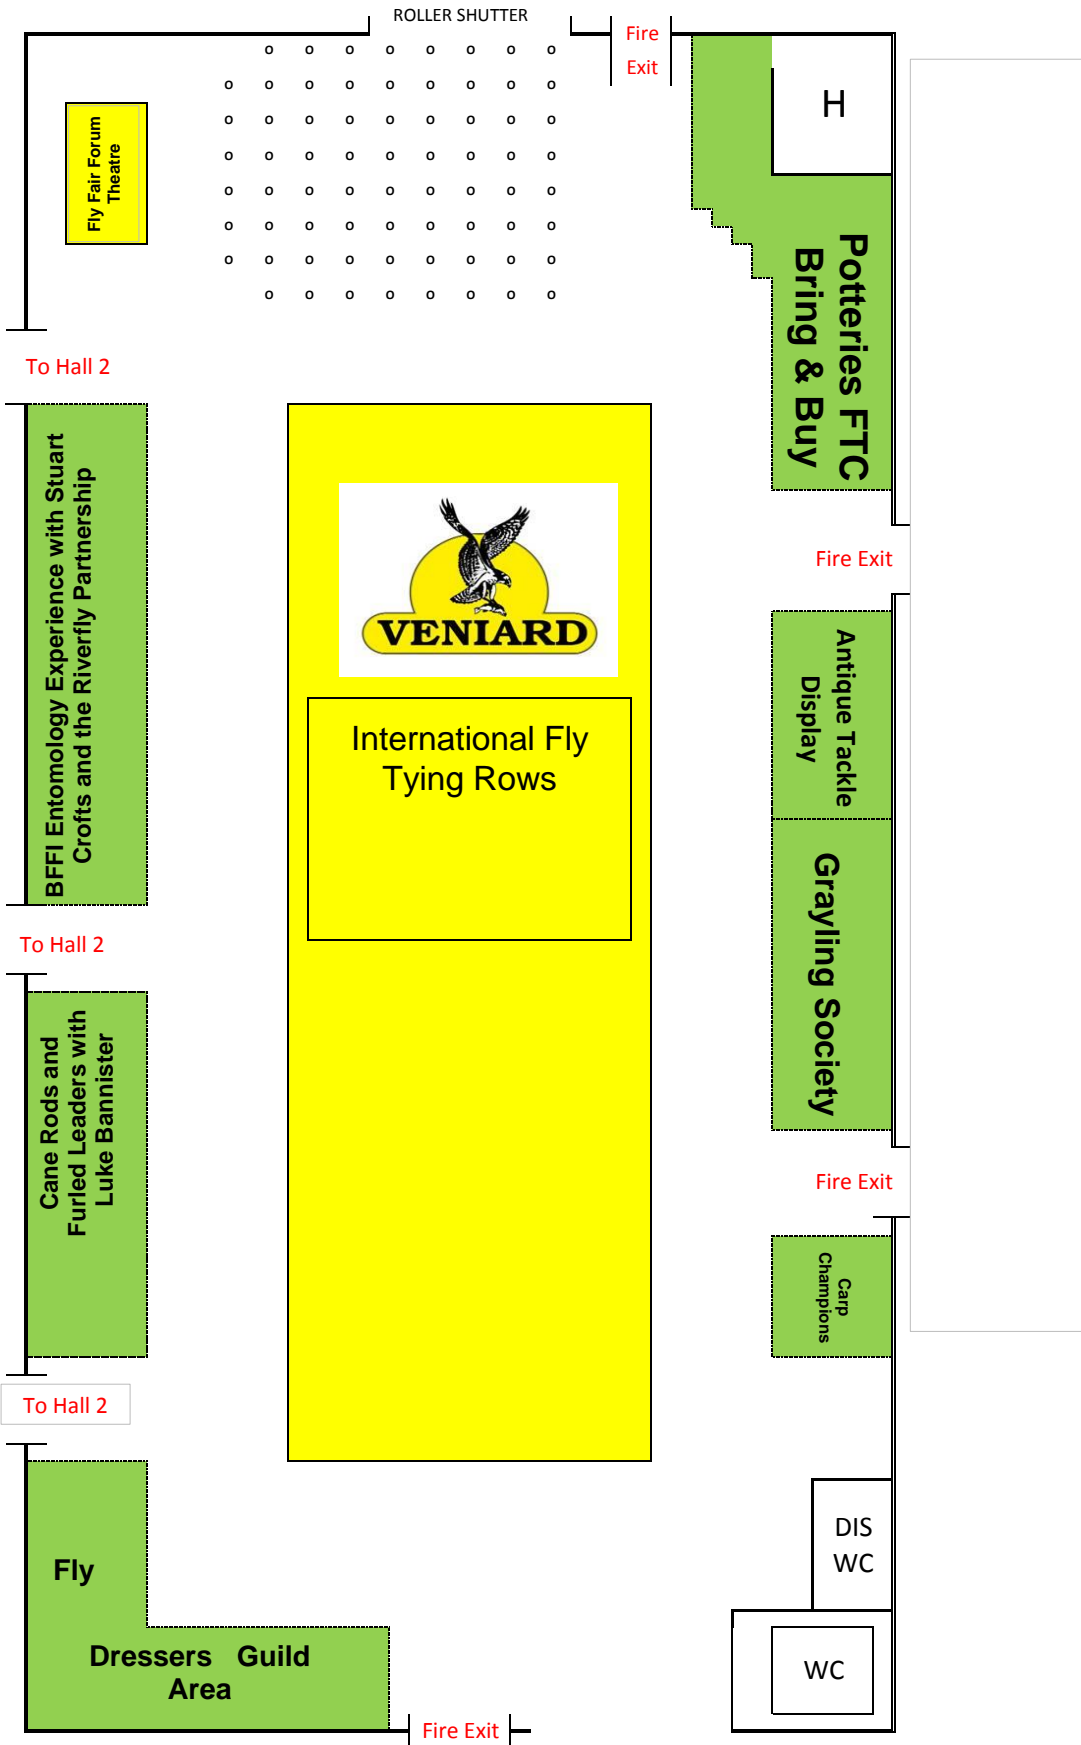 ROLLER SHUTTER
Fire
Exit
o o o o o o o o
o o o o o o o o o
o o o o o o o o o
o o o o o o o o o
o o o o o o o o o
o o o o o o o o o
o o o o o o o o o
o o o o o o o o
Fly Fair Forum
Theatre
H
Potteries FTC
Bring & Buy
To Hall 2
BFFI Entomology Experience with Stuart
Crofts and the Riverfly Partnership
VENIARD
International Fly
Tying Rows
Fire Exit
Antique Tackle
Display
Grayling Society
To Hall 2
Cane Rods and
Furled Leaders with
Luke Bannister
Fire Exit
Carp
Champions
To Hall 2
Fly
Dressers Guild
Area
DIS
WC
WC
Fire Exit